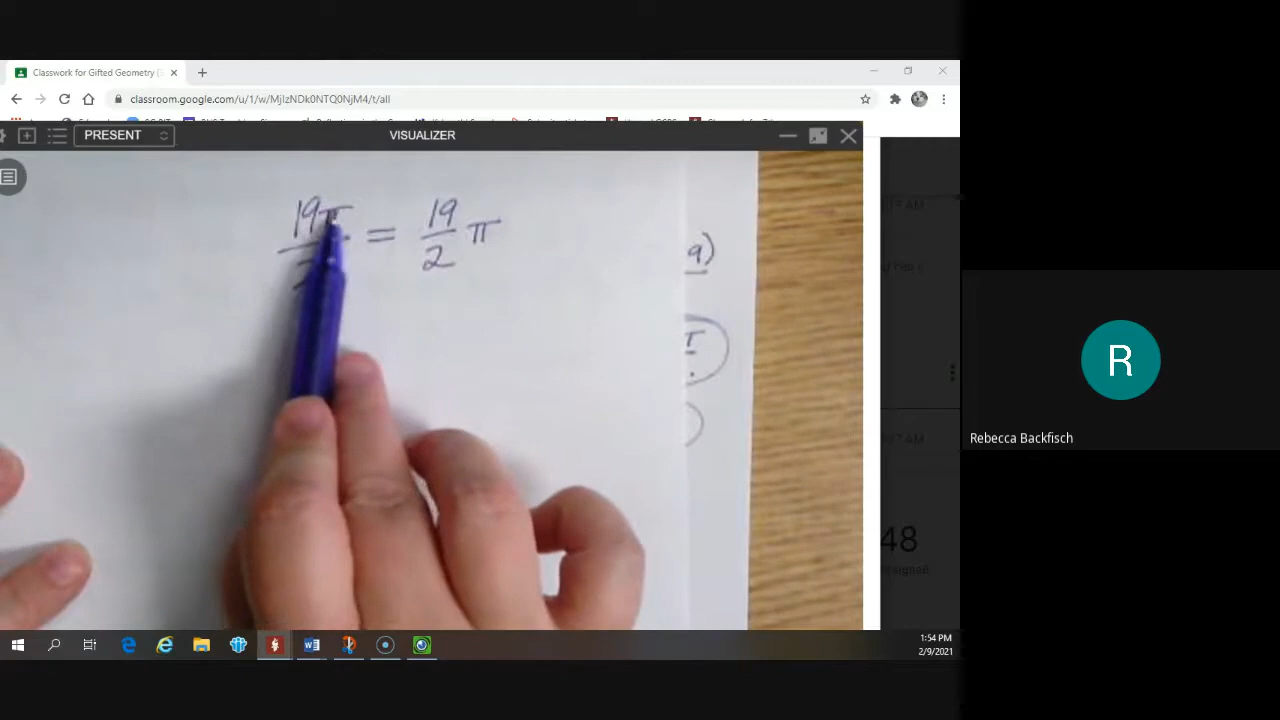 Classwork for Gifted Geometry (
classroom.google.com/u/1/w/MjIzNDk0NTQ0NjM4/t/all
PRESENT
VISUALIZER
19π/2 = 19/2 π
a)
48
R
Rebecca Backfisch
1:54 PM
2/9/2021